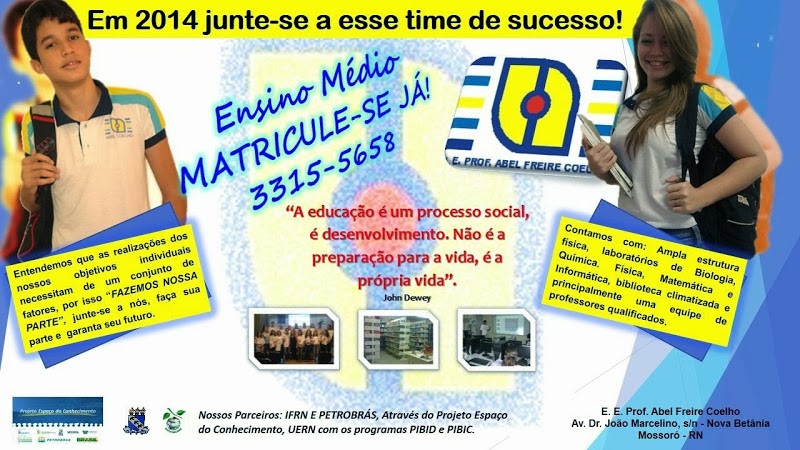 Em 2014 junte-se a esse time de sucesso!
Ensino Médio
MATRICULE-SE JÁ!
3315-5658
ABEL COELHO
E. PROF. ABEL FREIRE COEL
"A educação é um processo social,
é desenvolvimento. Não é a
preparação para a vida, é a
própria vida".
John Dewey
Entendemos que as realizações dos
nossos objetivos individuais
necessitam de um conjunto de
fatores, por isso "FAZEMOS NOSSA
PARTE", junte-se a nós, faça sua
parte e garanta seu futuro.
Contamos com: Ampla estrutura
física, laboratórios de Biologia,
Química. Física, Matemática e
Informática, biblioteca climatizada e
principalmente uma equipe de
professores qualificados.
Projeto Espaço do Conhecimento
PETROBRAS
BRASIL
Nossos Parceiros: IFRN E PETROBRÁS, Através do Projeto Espaço
do Conhecimento, UERN com os programas PIBID e PIBIC.
E. E. Prof. Abel Freire Coelho
Av. Dr. João Marcelino, s/n - Nova Betânia
Mossoró - RN